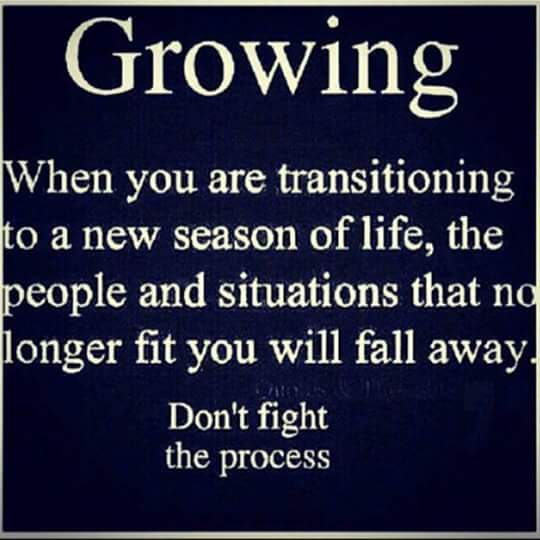 Growing
When you are transitioning
to a new season of life, the
people and situations that no
longer fit you will fall away.
Don't fight
the process